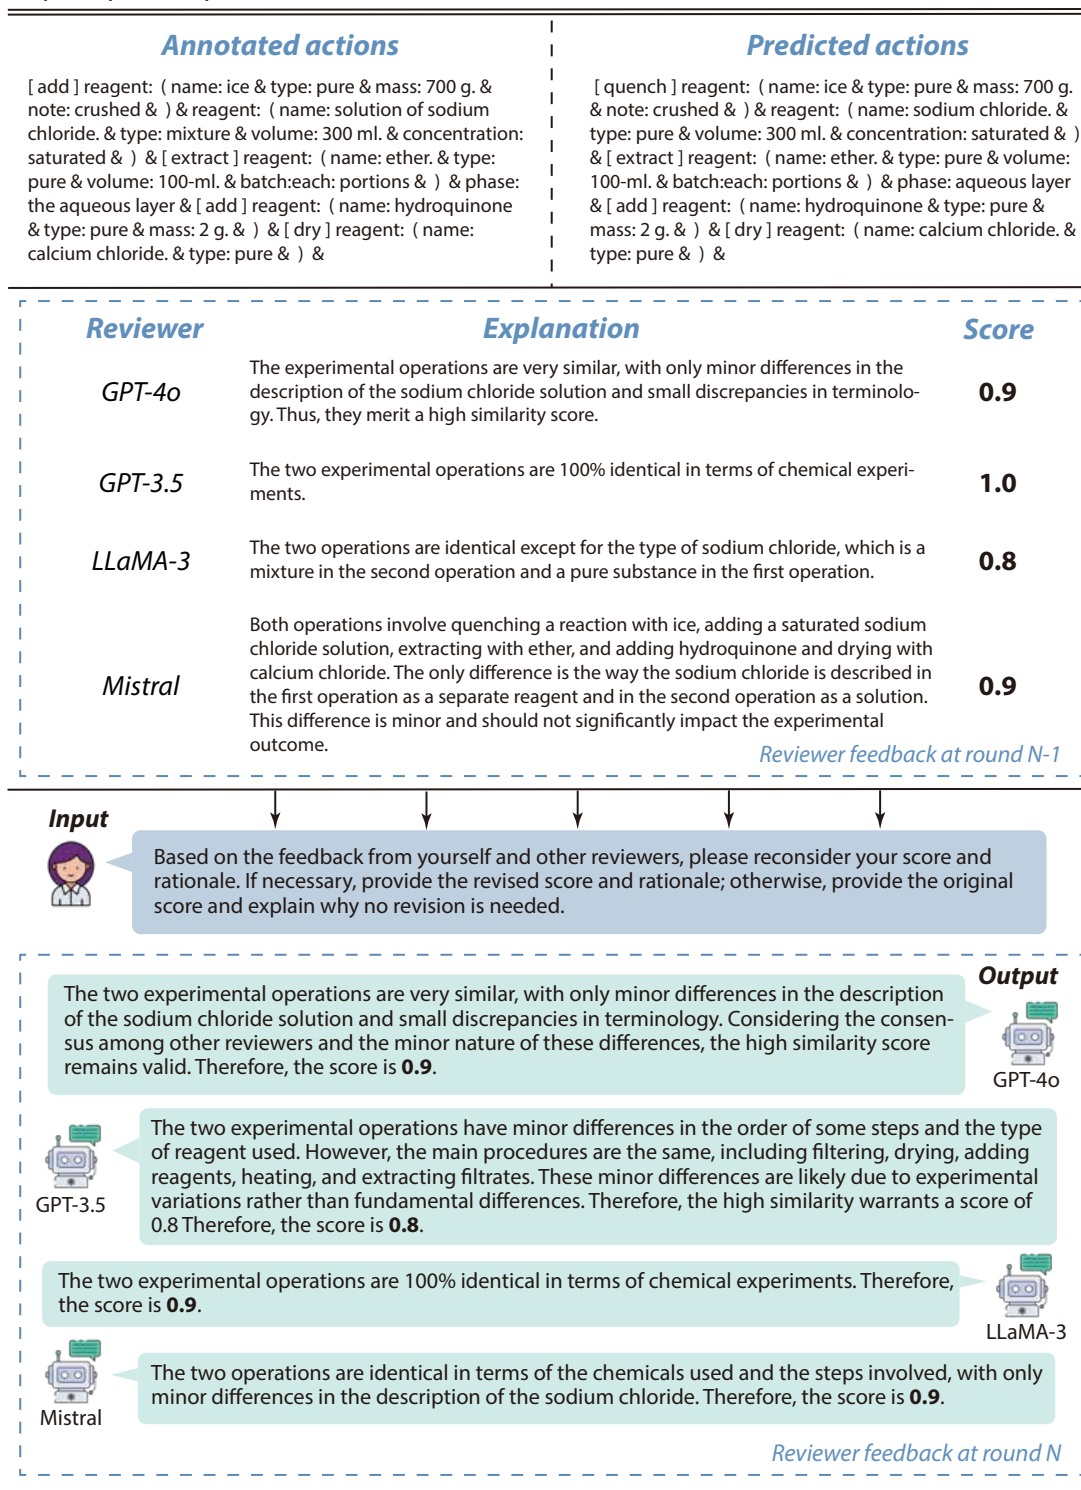 Annotated actions
[ add ] reagent: ( name: ice & type: pure & mass: 700 g. &
note: crushed & ) & reagent: ( name: solution of sodium
chloride. & type: mixture & volume: 300 ml. & concentration:
saturated & ) & [ extract ] reagent: ( name: ether. & type:
pure & volume: 100-ml. & batch:each: portions & ) & phase:
the aqueous layer & [ add ] reagent: ( name: hydroquinone
& type: pure & mass: 2 g. & ) & [ dry ] reagent: ( name:
calcium chloride. & type: pure & ) &
Predicted actions
[ quench ] reagent: ( name: ice & type: pure & mass: 700 g.
& note: crushed & ) & reagent: ( name: sodium chloride. &
type: pure & volume: 300 ml. & concentration: saturated & )
& [ extract ] reagent: ( name: ether. & type: pure & volume:
100-ml. & batch:each: portions & ) & phase: aqueous layer
& [ add ] reagent: ( name: hydroquinone & type: pure &
mass: 2 g. & ) & [ dry ] reagent: ( name: calcium chloride. &
type: pure & ) &
Reviewer Explanation Score
GPT-4o
The experimental operations are very similar, with only minor differences in the
description of the sodium chloride solution and small discrepancies in terminolo-
gy. Thus, they merit a high similarity score.
0.9
GPT-3.5
The two experimental operations are 100% identical in terms of chemical experi-
ments.
1.0
LLaMA-3
The two operations are identical except for the type of sodium chloride, which is a
mixture in the second operation and a pure substance in the first operation.
0.8
Mistral
Both operations involve quenching a reaction with ice, adding a saturated sodium
chloride solution, extracting with ether, and adding hydroquinone and drying with
calcium chloride. The only difference is the way the sodium chloride is described in
the first operation as a separate reagent and in the second operation as a solution.
This difference is minor and should not significantly impact the experimental
outcome.
0.9
Reviewer feedback at round N-1
Input
Based on the feedback from yourself and other reviewers, please reconsider your score and
rationale. If necessary, provide the revised score and rationale; otherwise, provide the original
score and explain why no revision is needed.
Output
The two experimental operations are very similar, with only minor differences in the description
of the sodium chloride solution and small discrepancies in terminology. Considering the consen-
sus among other reviewers and the minor nature of these differences, the high similarity score
remains valid. Therefore, the score is 0.9.
GPT-4o
The two experimental operations have minor differences in the order of some steps and the type
of reagent used. However, the main procedures are the same, including filtering, drying, adding
reagents, heating, and extracting filtrates. These minor differences are likely due to experimental
variations rather than fundamental differences. Therefore, the high similarity warrants a score of
0.8 Therefore, the score is 0.8.
GPT-3.5
The two experimental operations are 100% identical in terms of chemical experiments. Therefore,
the score is 0.9.
LLaMA-3
The two operations are identical in terms of the chemicals used and the steps involved, with only
minor differences in the description of the sodium chloride. Therefore, the score is 0.9.
Mistral
Reviewer feedback at round N